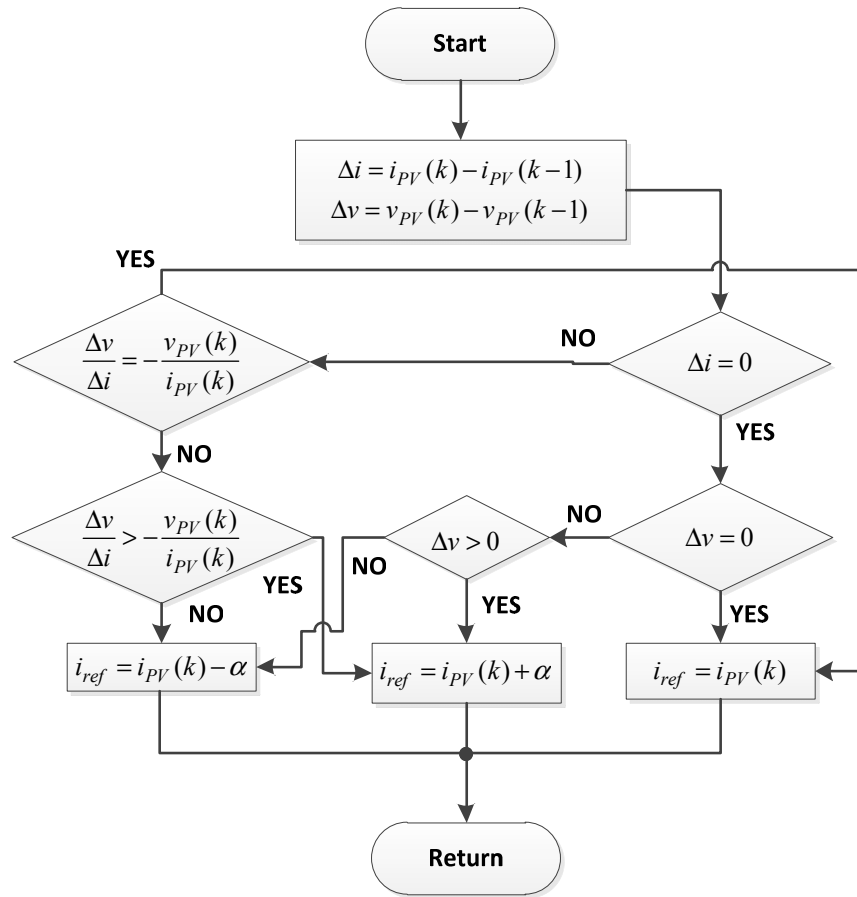 Start
Δi = i_PV(k) − i_PV(k−1)
Δv = v_PV(k) − v_PV(k−1)
YES
Δv/Δi = − v_PV(k)/i_PV(k)
NO
Δi = 0
YES
NO
Δv/Δi > − v_PV(k)/i_PV(k)
YES
NO
Δv > 0
NO
YES
NO
Δv = 0
YES
i_ref = i_PV(k) − α
i_ref = i_PV(k) + α
i_ref = i_PV(k)
Return